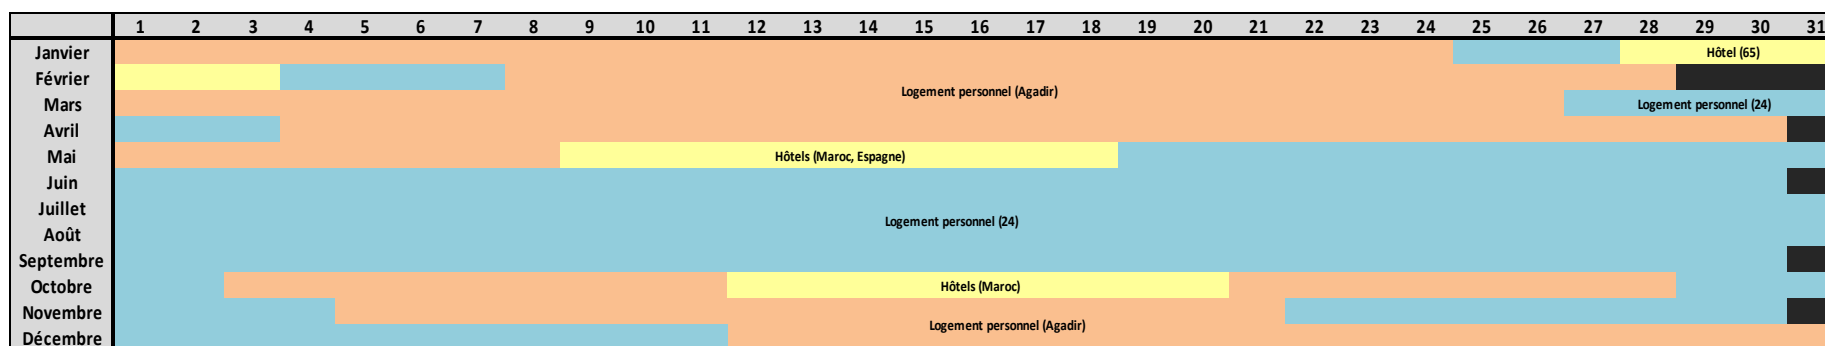 1 2 3 4 5 6 7 8 9 10 11 12 13 14 15 16 17 18 19 20 21 22 23 24 25 26 27 28 29 30 31
Janvier Hôtel (65)
Février
Logement personnel (Agadir)
Mars Logement personnel (24)
Avril
Mai Hôtels (Maroc, Espagne)
Juin
Juillet
Logement personnel (24)
Août
Septembre
Octobre Hôtels (Maroc)
Novembre
Logement personnel (Agadir)
Décembre